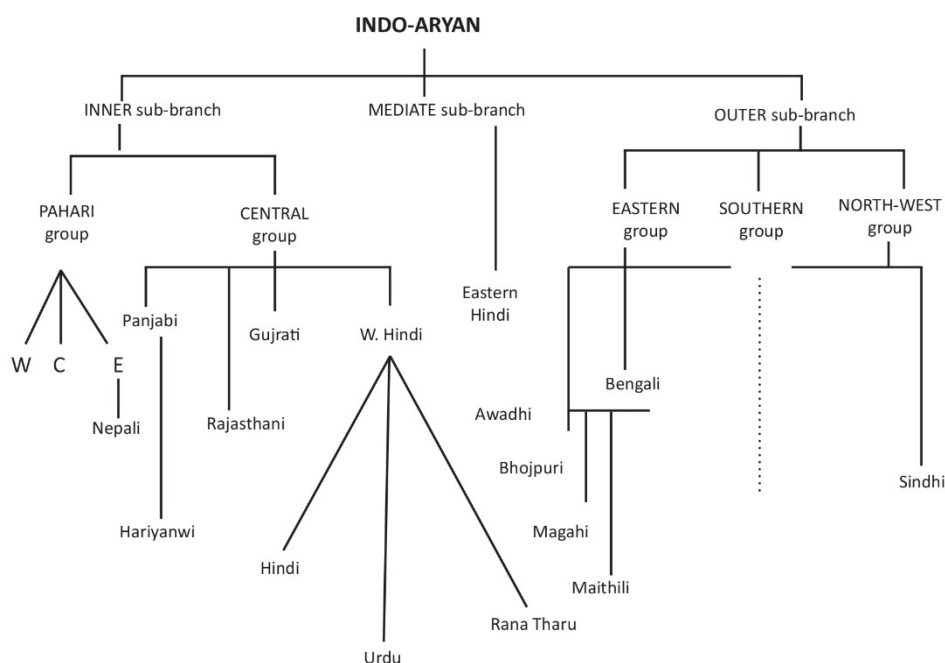 INDO-ARYAN
INNER sub-branch
MEDIATE sub-branch
OUTER sub-branch
PAHARI
group
CENTRAL
group
EASTERN
group
SOUTHERN
group
NORTH-WEST
group
Panjabi
Gujrati
W. Hindi
Eastern
Hindi
W
C
E
Bengali
Nepali
Rajasthani
Awadhi
Bhojpuri
Sindhi
Hariyanwi
Magahi
Hindi
Maithili
Rana Tharu
Urdu